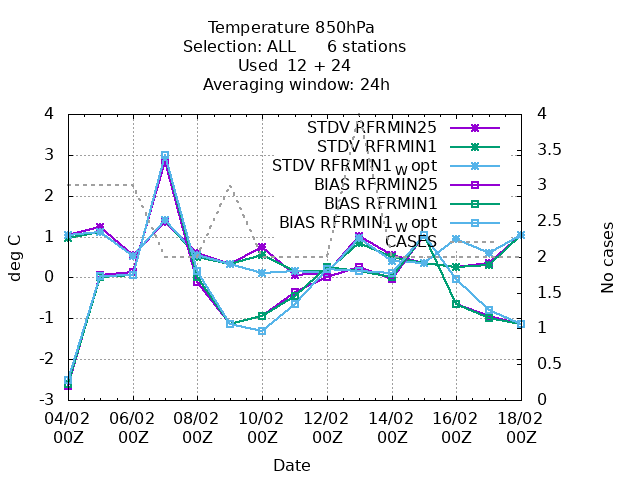 Temperature 850hPa
Selection: ALL 6 stations
Used 12 + 24
Averaging window: 24h
STDV RFRMIN25
STDV RFRMIN1
STDV RFRMIN1_w opt
BIAS RFRMIN25
BIAS RFRMIN1
BIAS RFRMIN1_w opt
CASES
deg C
4
3
2
1
0
-1
-2
-3
No cases
4
3.5
3
2.5
2
1.5
1
0.5
0
04/02 06/02 08/02 10/02 12/02 14/02 16/02 18/02
00Z 00Z 00Z 00Z 00Z 00Z 00Z 00Z
Date